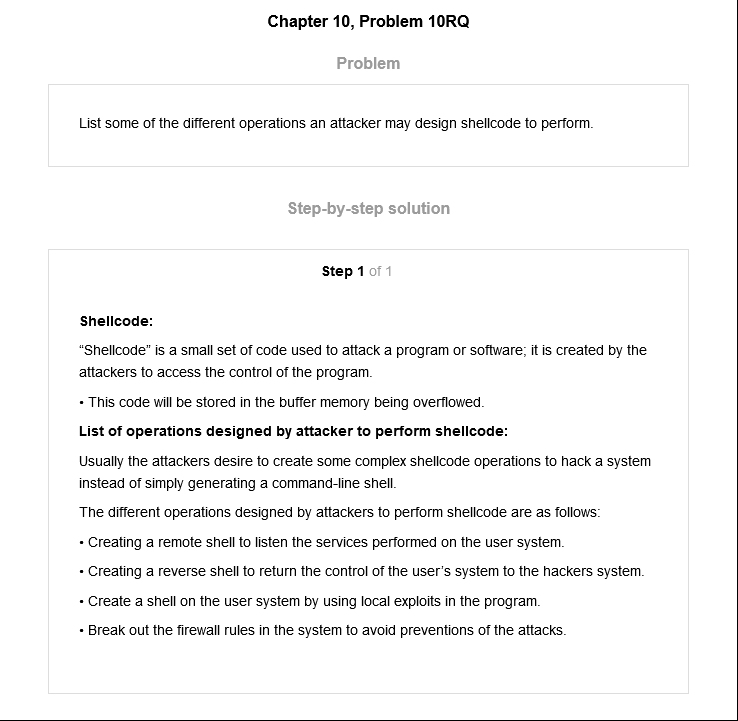 Chapter 10, Problem 10RQ
Problem
List some of the different operations an attacker may design shellcode to perform.
Step-by-step solution
Step 1 of 1
Shellcode:
“Shellcode” is a small set of code used to attack a program or software; it is created by the
attackers to access the control of the program.
• This code will be stored in the buffer memory being overflowed.
List of operations designed by attacker to perform shellcode:
Usually the attackers desire to create some complex shellcode operations to hack a system
instead of simply generating a command-line shell.
The different operations designed by attackers to perform shellcode are as follows:
• Creating a remote shell to listen the services performed on the user system.
• Creating a reverse shell to return the control of the user’s system to the hackers system.
• Create a shell on the user system by using local exploits in the program.
• Break out the firewall rules in the system to avoid preventions of the attacks.